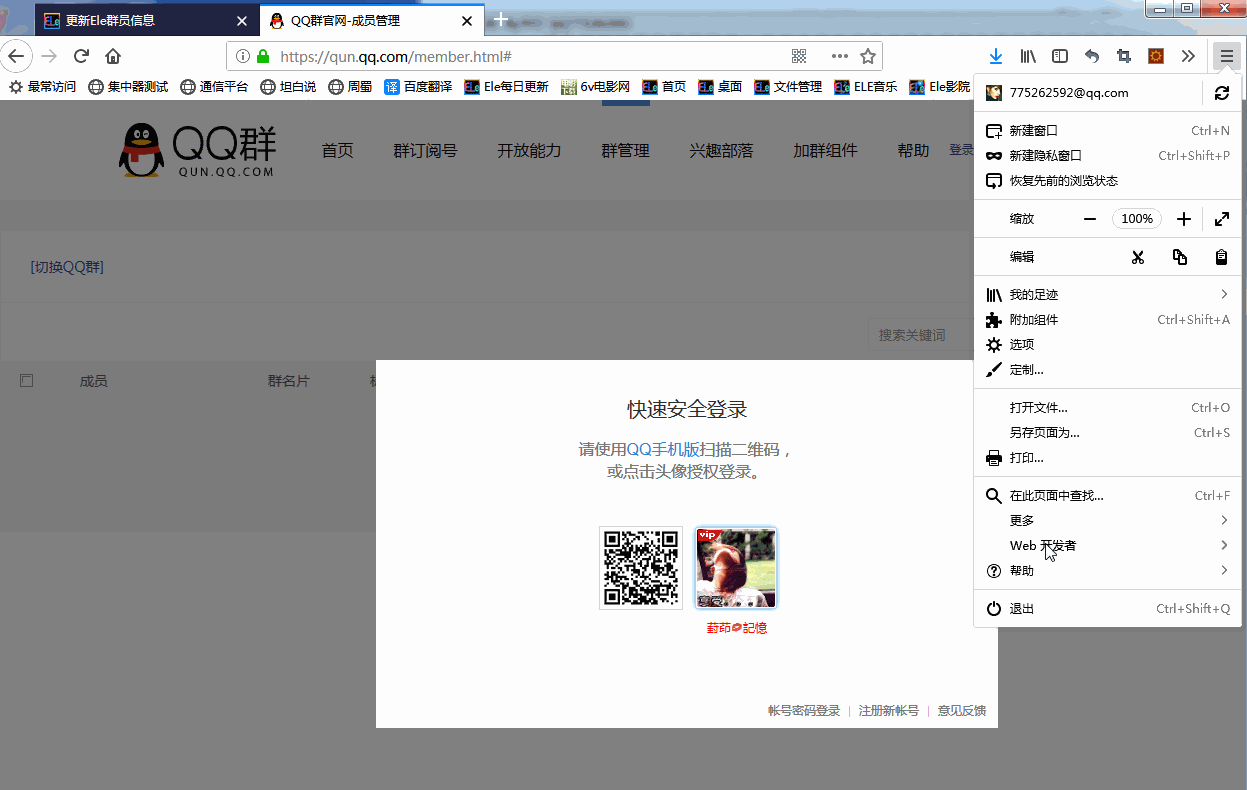 更新Ele群员信息
QQ群官网-成员管理
https://qun.qq.com/member.html#
最常访问 集中器测试 通信平台 坦白说 周蜀 百度翻译 Ele每日更新 6v电影网 首页 桌面 文件管理 ELE音乐 Ele影院
QQ群
QUN.QQ.COM
首页 群订阅号 开放能力 群管理 兴趣部落 加群组件 帮助 登录
[切换QQ群]
搜索关键词
成员 群名片
快速安全登录
请使用QQ手机版扫描二维码，
或点击头像授权登录。
vip
葑茆 記憶
帐号密码登录 | 注册新帐号 | 意见反馈
775262592@qq.com
新建窗口 Ctrl+N
新建隐私窗口 Ctrl+Shift+P
恢复先前的浏览状态
缩放 100%
编辑
我的足迹
附加组件 Ctrl+Shift+A
选项
定制...
打开文件... Ctrl+O
另存页面为... Ctrl+S
打印...
在此页面中查找... Ctrl+F
更多
Web 开发者
帮助
退出 Ctrl+Shift+Q